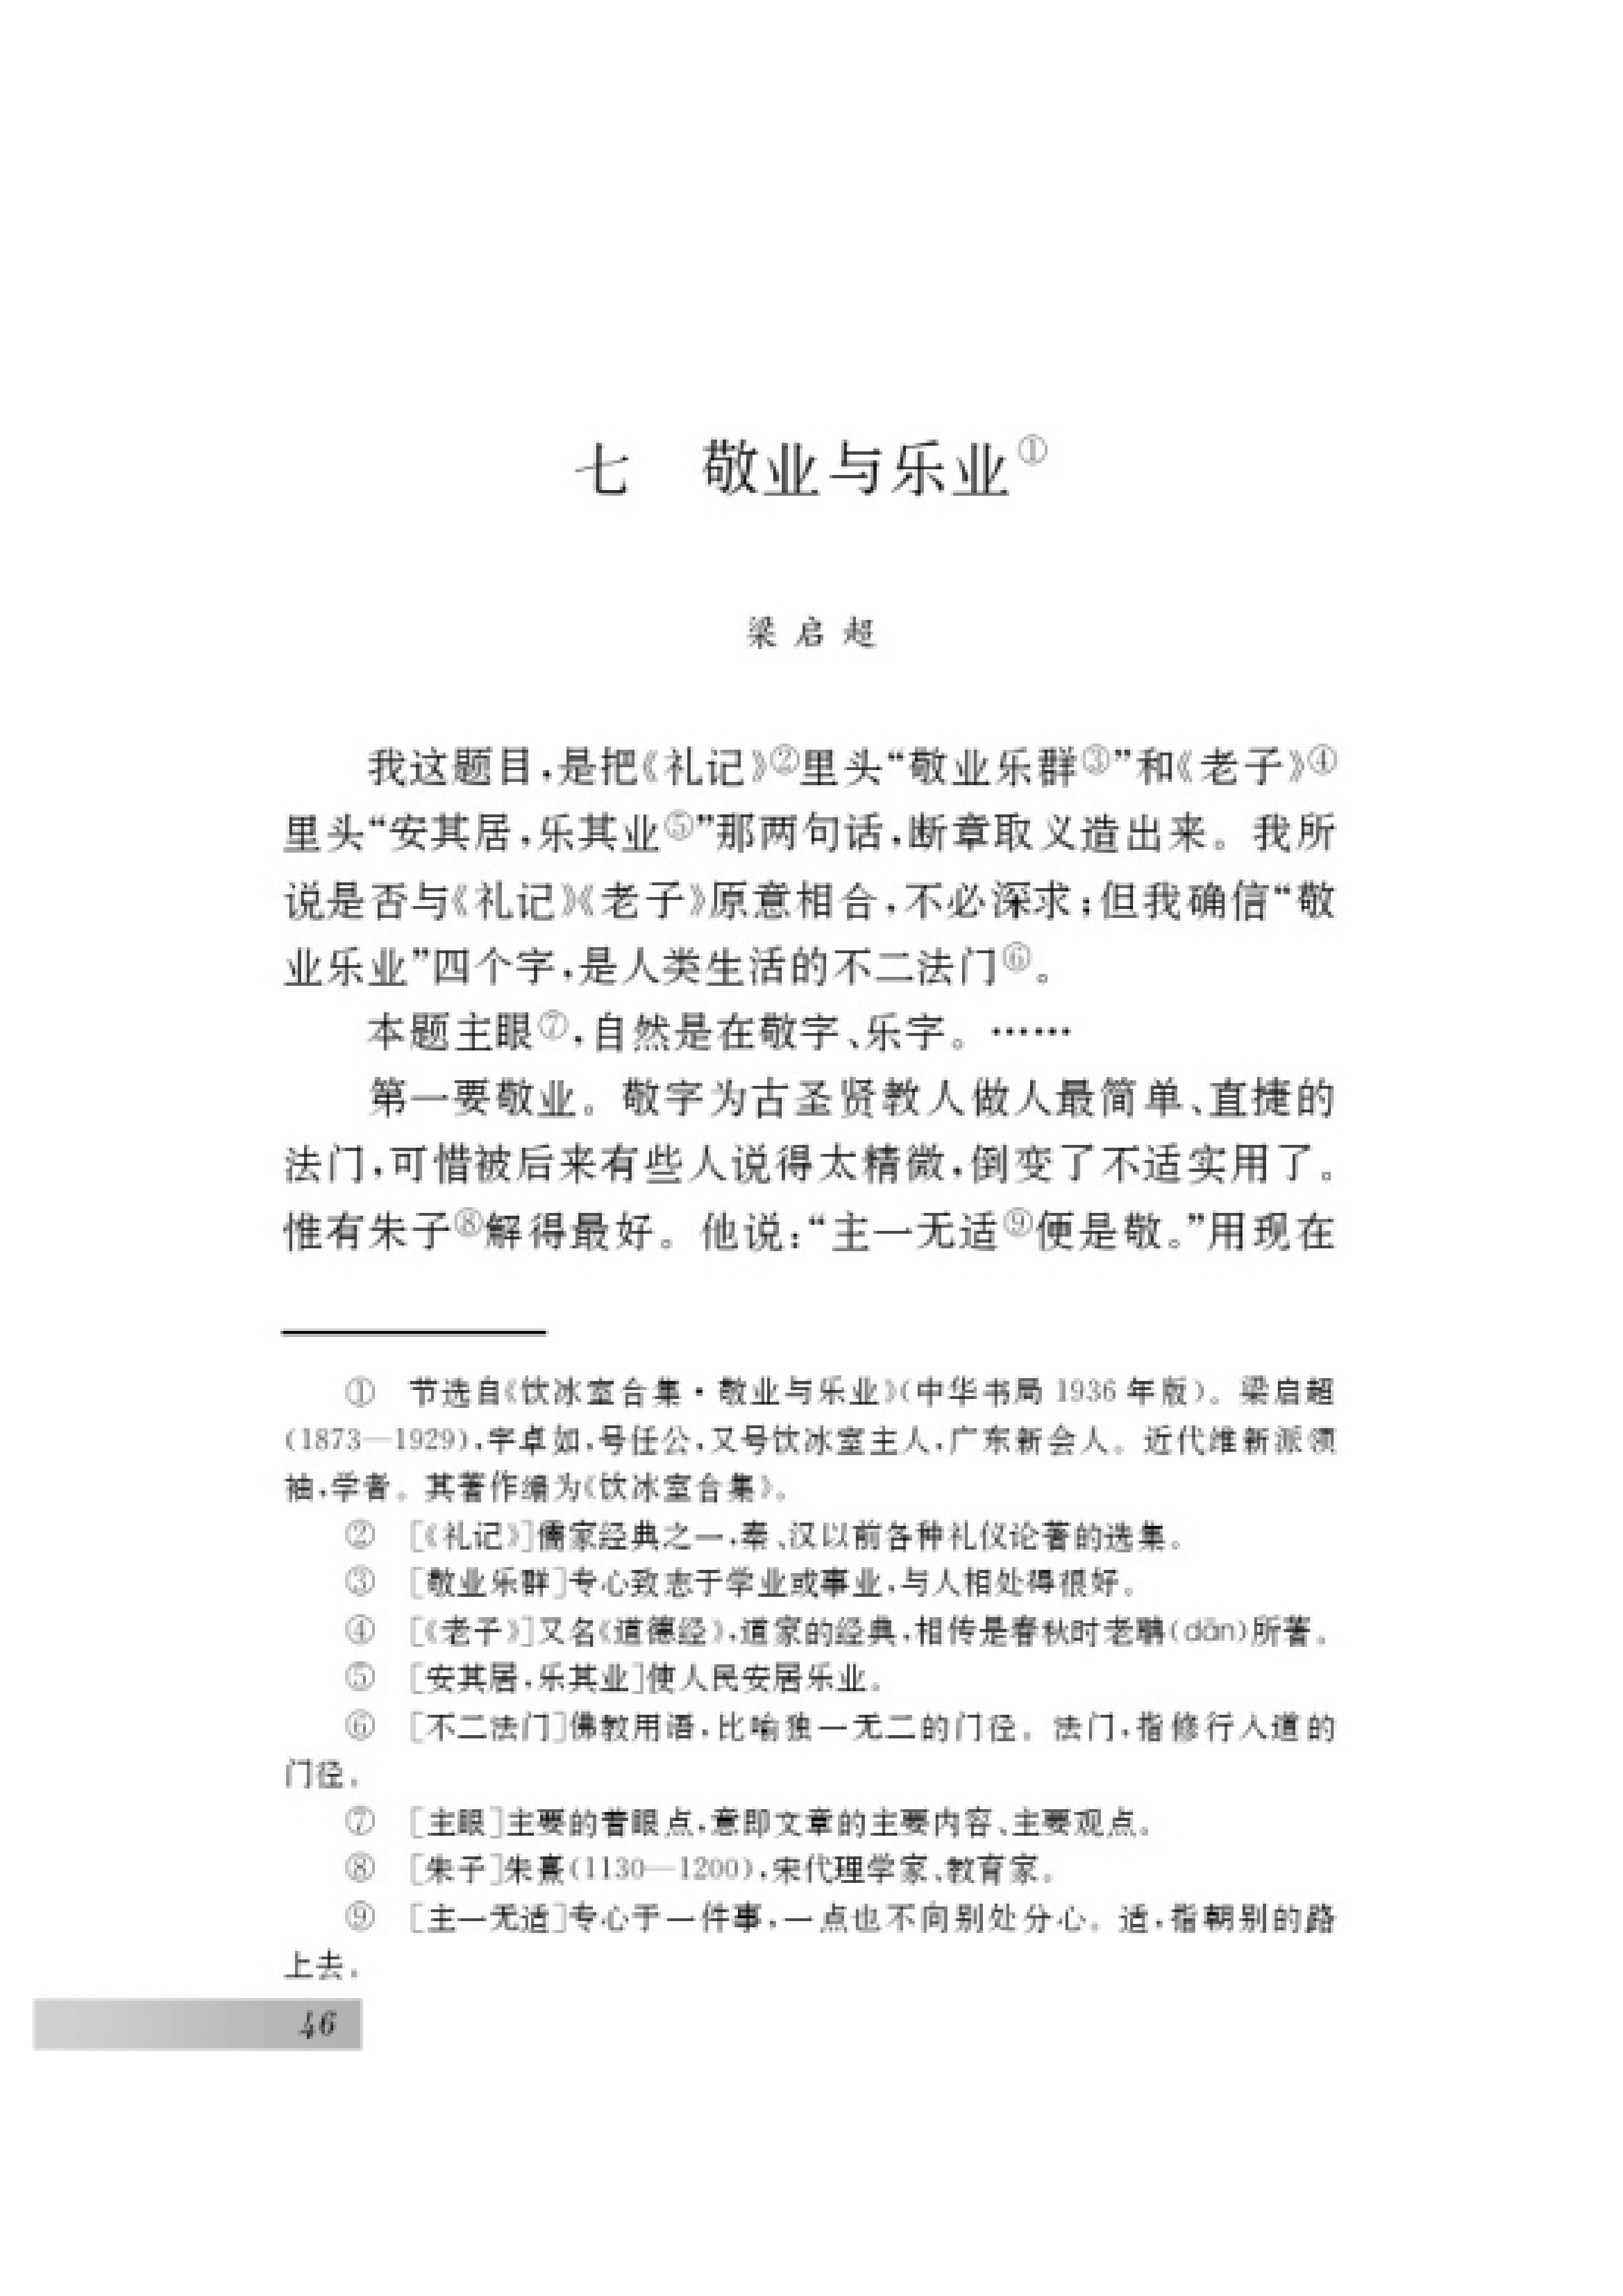 七　敬业与乐业①
梁启超
我这题目，是把《礼记》②里头“敬业乐群③”和《老子》④
里头“安其居，乐其业⑤”那两句话，断章取义造出来。我所
说是否与《礼记》《老子》原意相合，不必深求；但我确信“敬
业乐业”四个字，是人类生活的不二法门⑥。
本题主眼⑦，自然是在敬字、乐字。……
第一要敬业。敬字为古圣贤教人做人最简单、直捷的
法门，可惜被后来有些人说得太精微，倒变了不适实用了。
惟有朱子⑧解得最好。他说：“主一无适⑨便是敬。”用现在
①　节选自《饮冰室合集·敬业与乐业》（中华书局 1936 年版）。梁启超
（1873—1929），字卓如，号任公，又号饮冰室主人，广东新会人。近代维新派领
袖，学者。其著作编为《饮冰室合集》。
②　［《礼记》］儒家经典之一，秦、汉以前各种礼仪论著的选集。
③　［敬业乐群］专心致志于学业或事业，与人相处得很好。
④　［《老子》］又名《道德经》，道家的经典，相传是春秋时老聃（dān）所著。
⑤　［安其居，乐其业］使人民安居乐业。
⑥　［不二法门］佛教用语，比喻独一无二的门径。法门，指修行入道的
门径。
⑦　［主眼］主要的着眼点，意即文章的主要内容、主要观点。
⑧　［朱子］朱熹（1130—1200），宋代理学家、教育家。
⑨　［主一无适］专心于一件事，一点也不向别处分心。适，指朝别的路
上去。
46